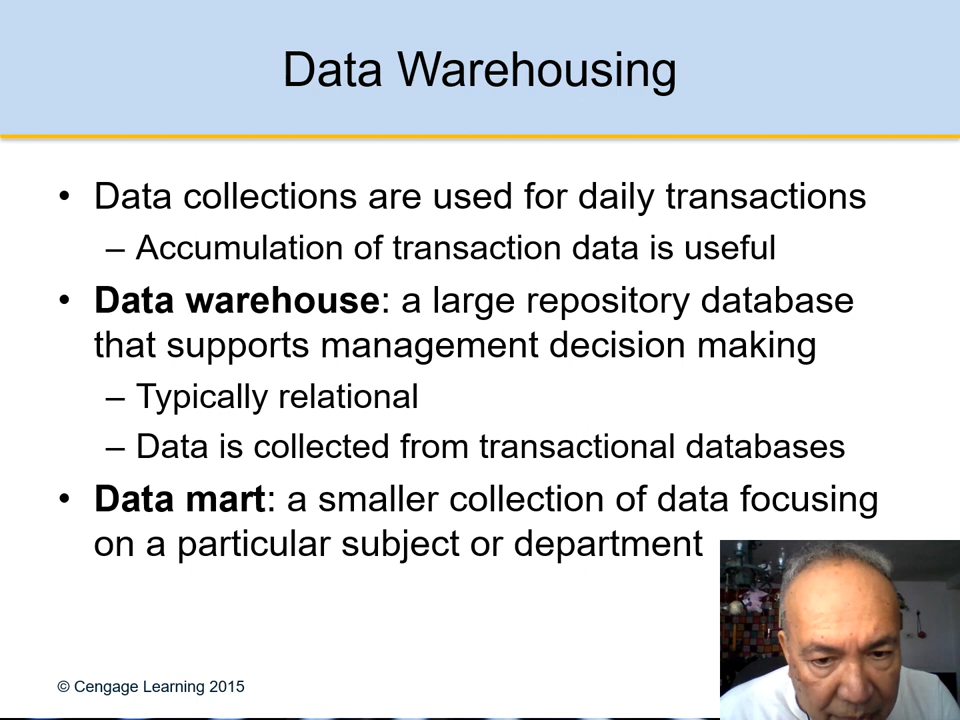 Data Warehousing
• Data collections are used for daily transactions
– Accumulation of transaction data is useful
• Data warehouse: a large repository database
that supports management decision making
– Typically relational
– Data is collected from transactional databases
• Data mart: a smaller collection of data focusing
on a particular subject or department
© Cengage Learning 2015